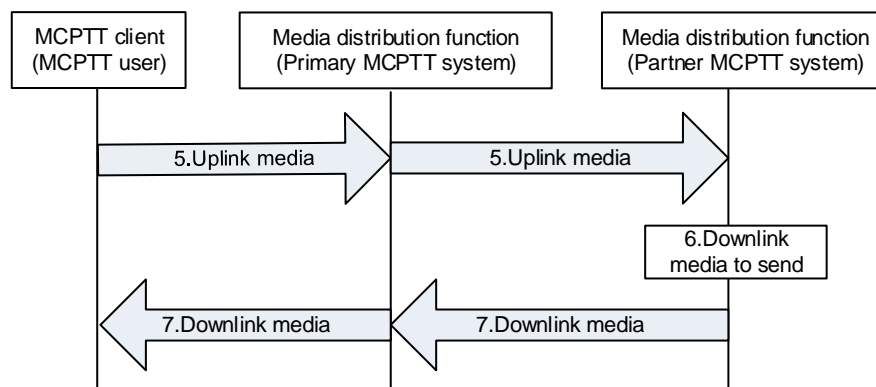 MCPTT client
(MCPTT user)
Media distribution function
(Primary MCPTT system)
Media distribution function
(Partner MCPTT system)
5.Uplink media
5.Uplink media
6.Downlink
media to send
7.Downlink media
7.Downlink media